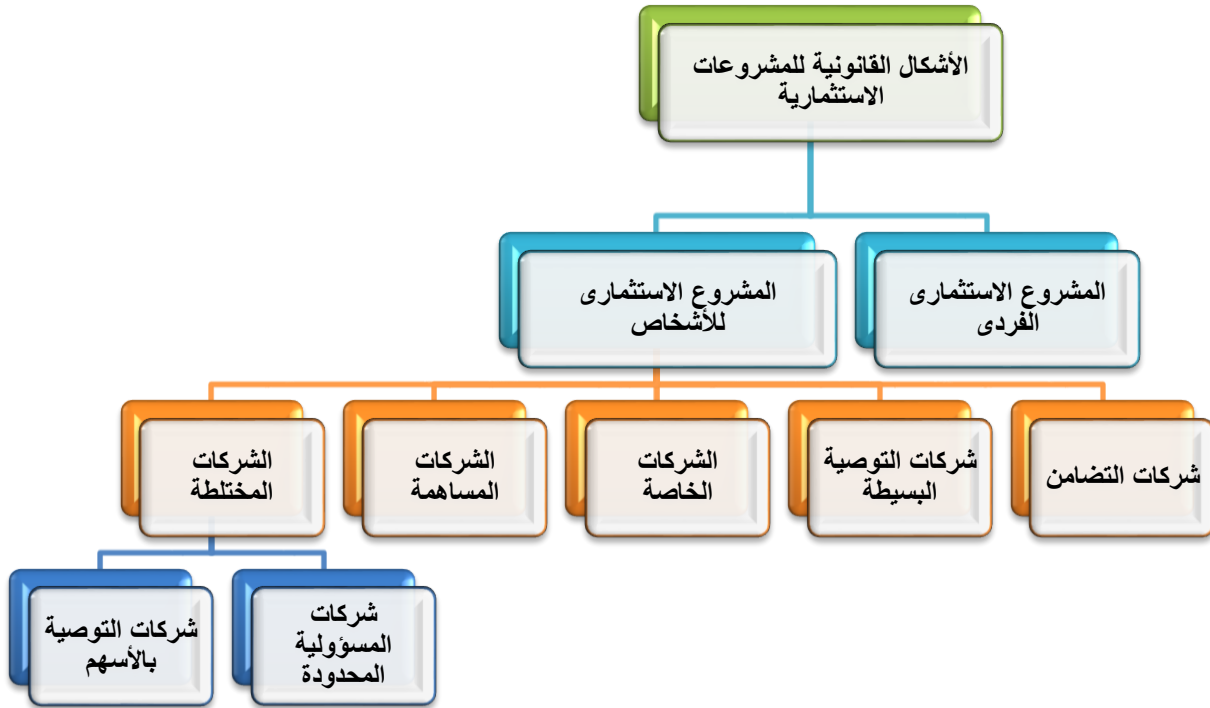 الأشكال القانونية للمشروعات
الاستثمارية
المشروع الاستثمارى
الفردى
المشروع الاستثمارى
للأشخاص
شركات التضامن
شركات التوصية
البسيطة
الشركات
الخاصة
الشركات
المساهمة
الشركات
المختلطة
شركات
المسؤولية
المحدودة
شركات التوصية
بالأسهم